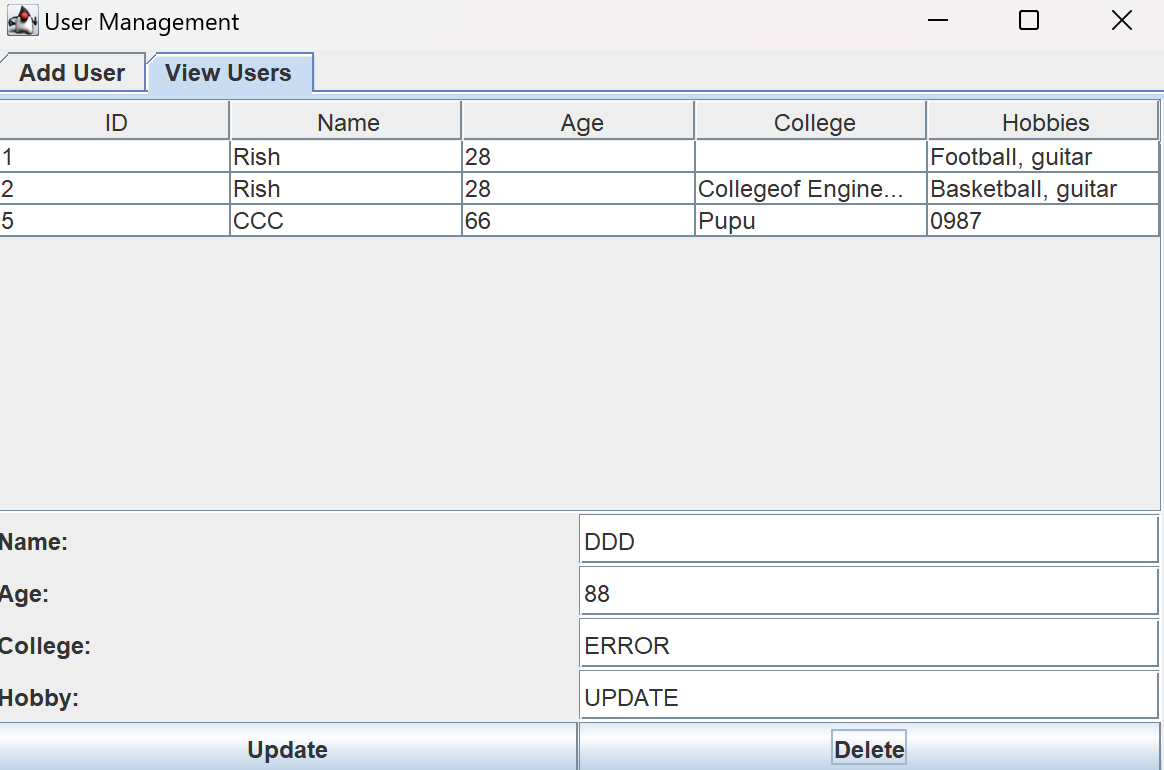 User Management
Add User View Users
ID Name Age College Hobbies
1 Rish 28 Football, guitar
2 Rish 28 Collegeof Engine... Basketball, guitar
5 CCC 66 Pupu 0987
Name: DDD
Age: 88
College: ERROR
Hobby: UPDATE
Update Delete